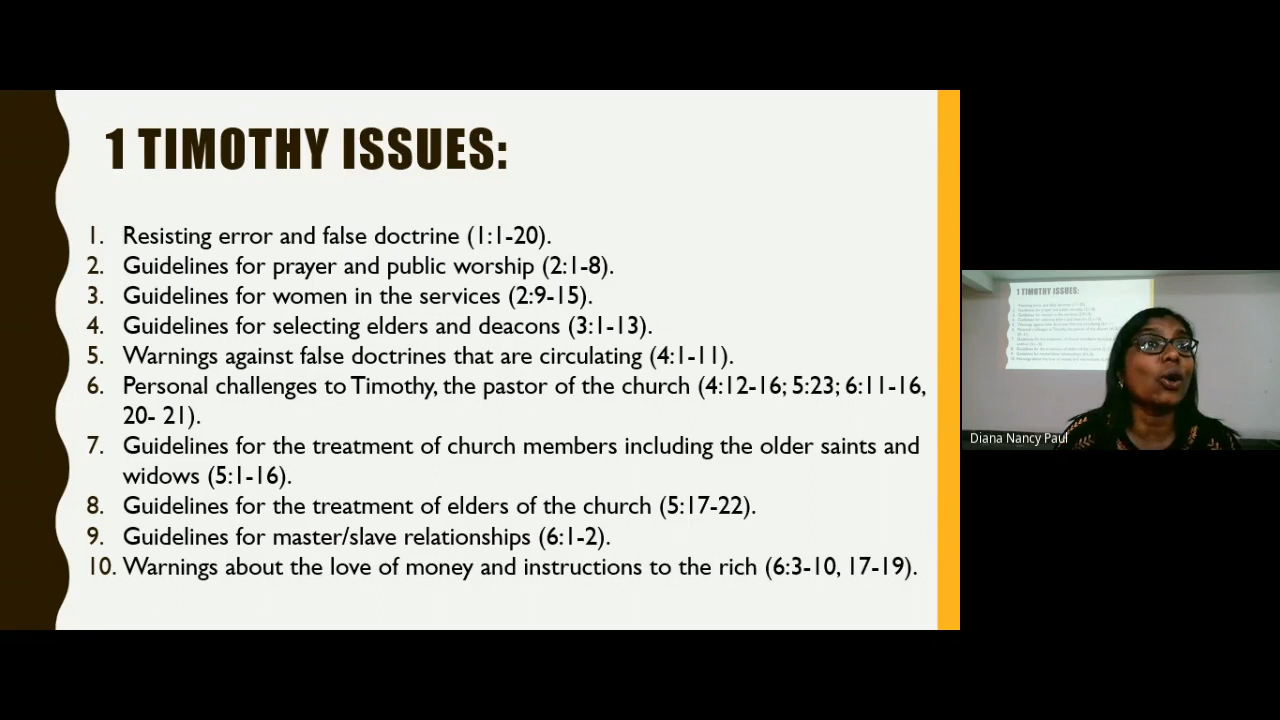 1 TIMOTHY ISSUES:
1. Resisting error and false doctrine (1:1-20).
2. Guidelines for prayer and public worship (2:1-8).
3. Guidelines for women in the services (2:9-15).
4. Guidelines for selecting elders and deacons (3:1-13).
5. Warnings against false doctrines that are circulating (4:1-11).
6. Personal challenges to Timothy, the pastor of the church (4:12-16; 5:23; 6:11-16,
20- 21).
7. Guidelines for the treatment of church members including the older saints and
widows (5:1-16).
8. Guidelines for the treatment of elders of the church (5:17-22).
9. Guidelines for master/slave relationships (6:1-2).
10. Warnings about the love of money and instructions to the rich (6:3-10, 17-19).
1 TIMOTHY ISSUES:
Diana Nancy Paul